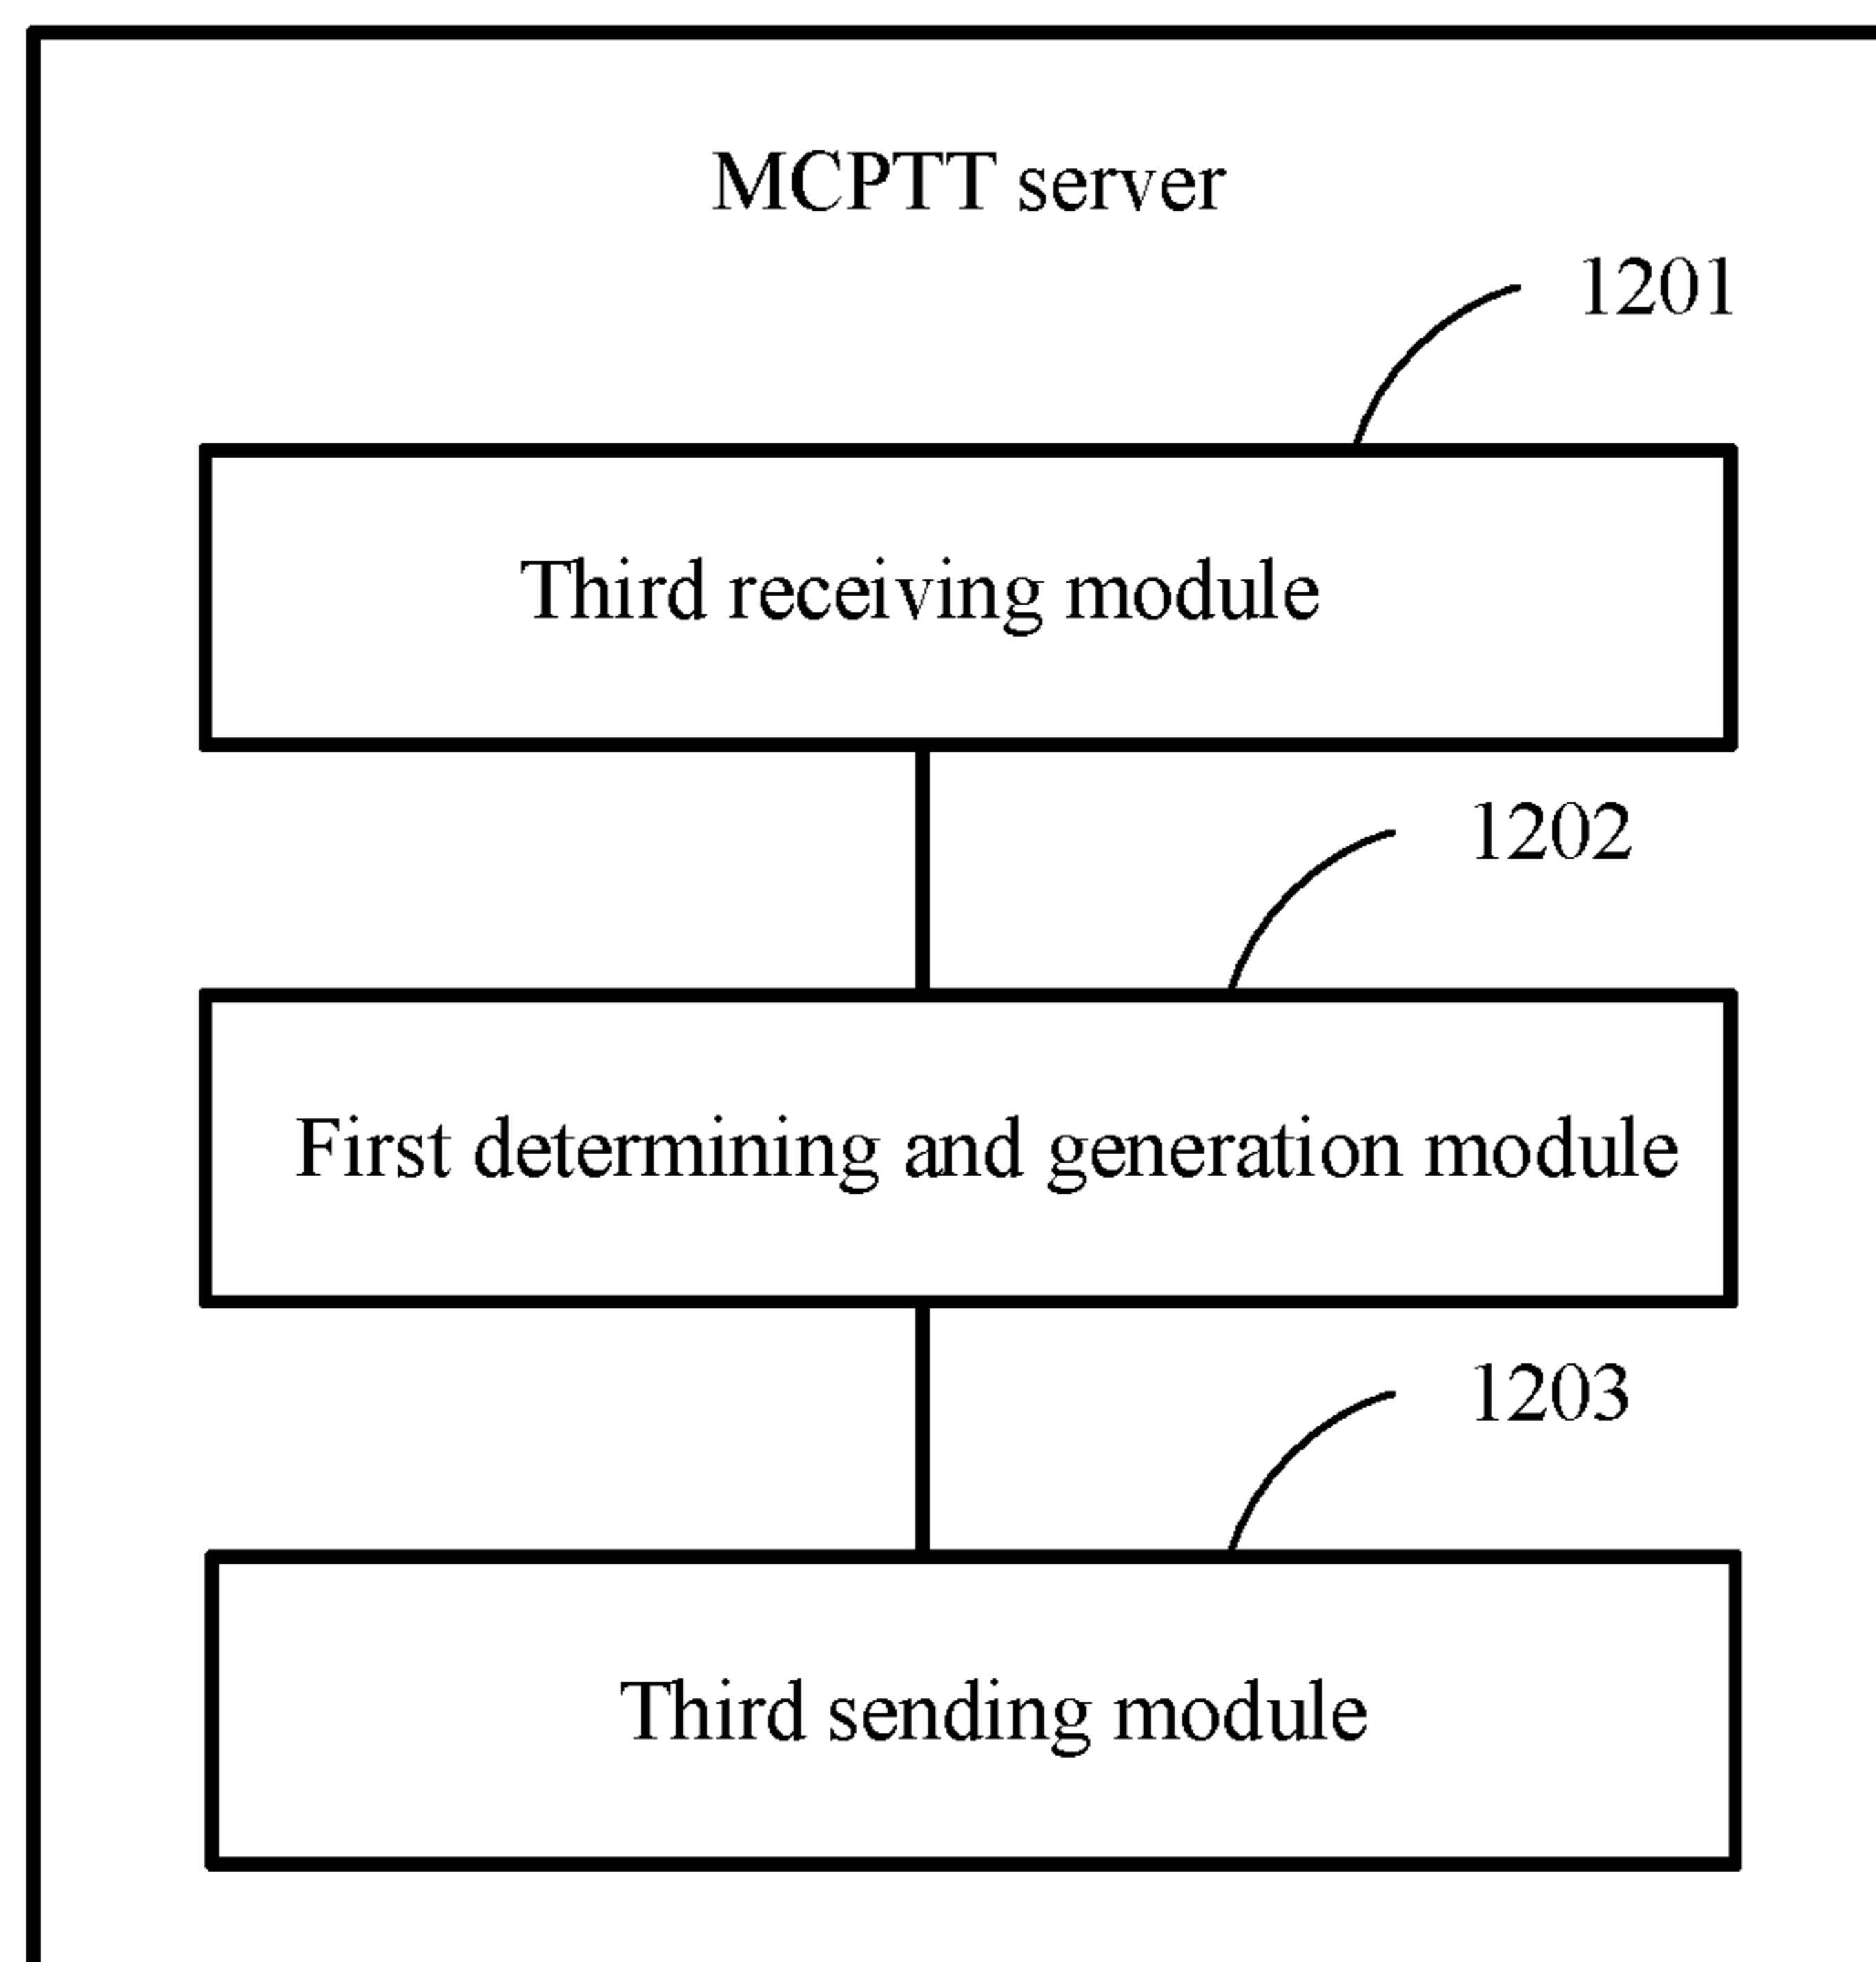 MCPTT server
1201
Third receiving module
1202
First determining and generation module
1203
Third sending module